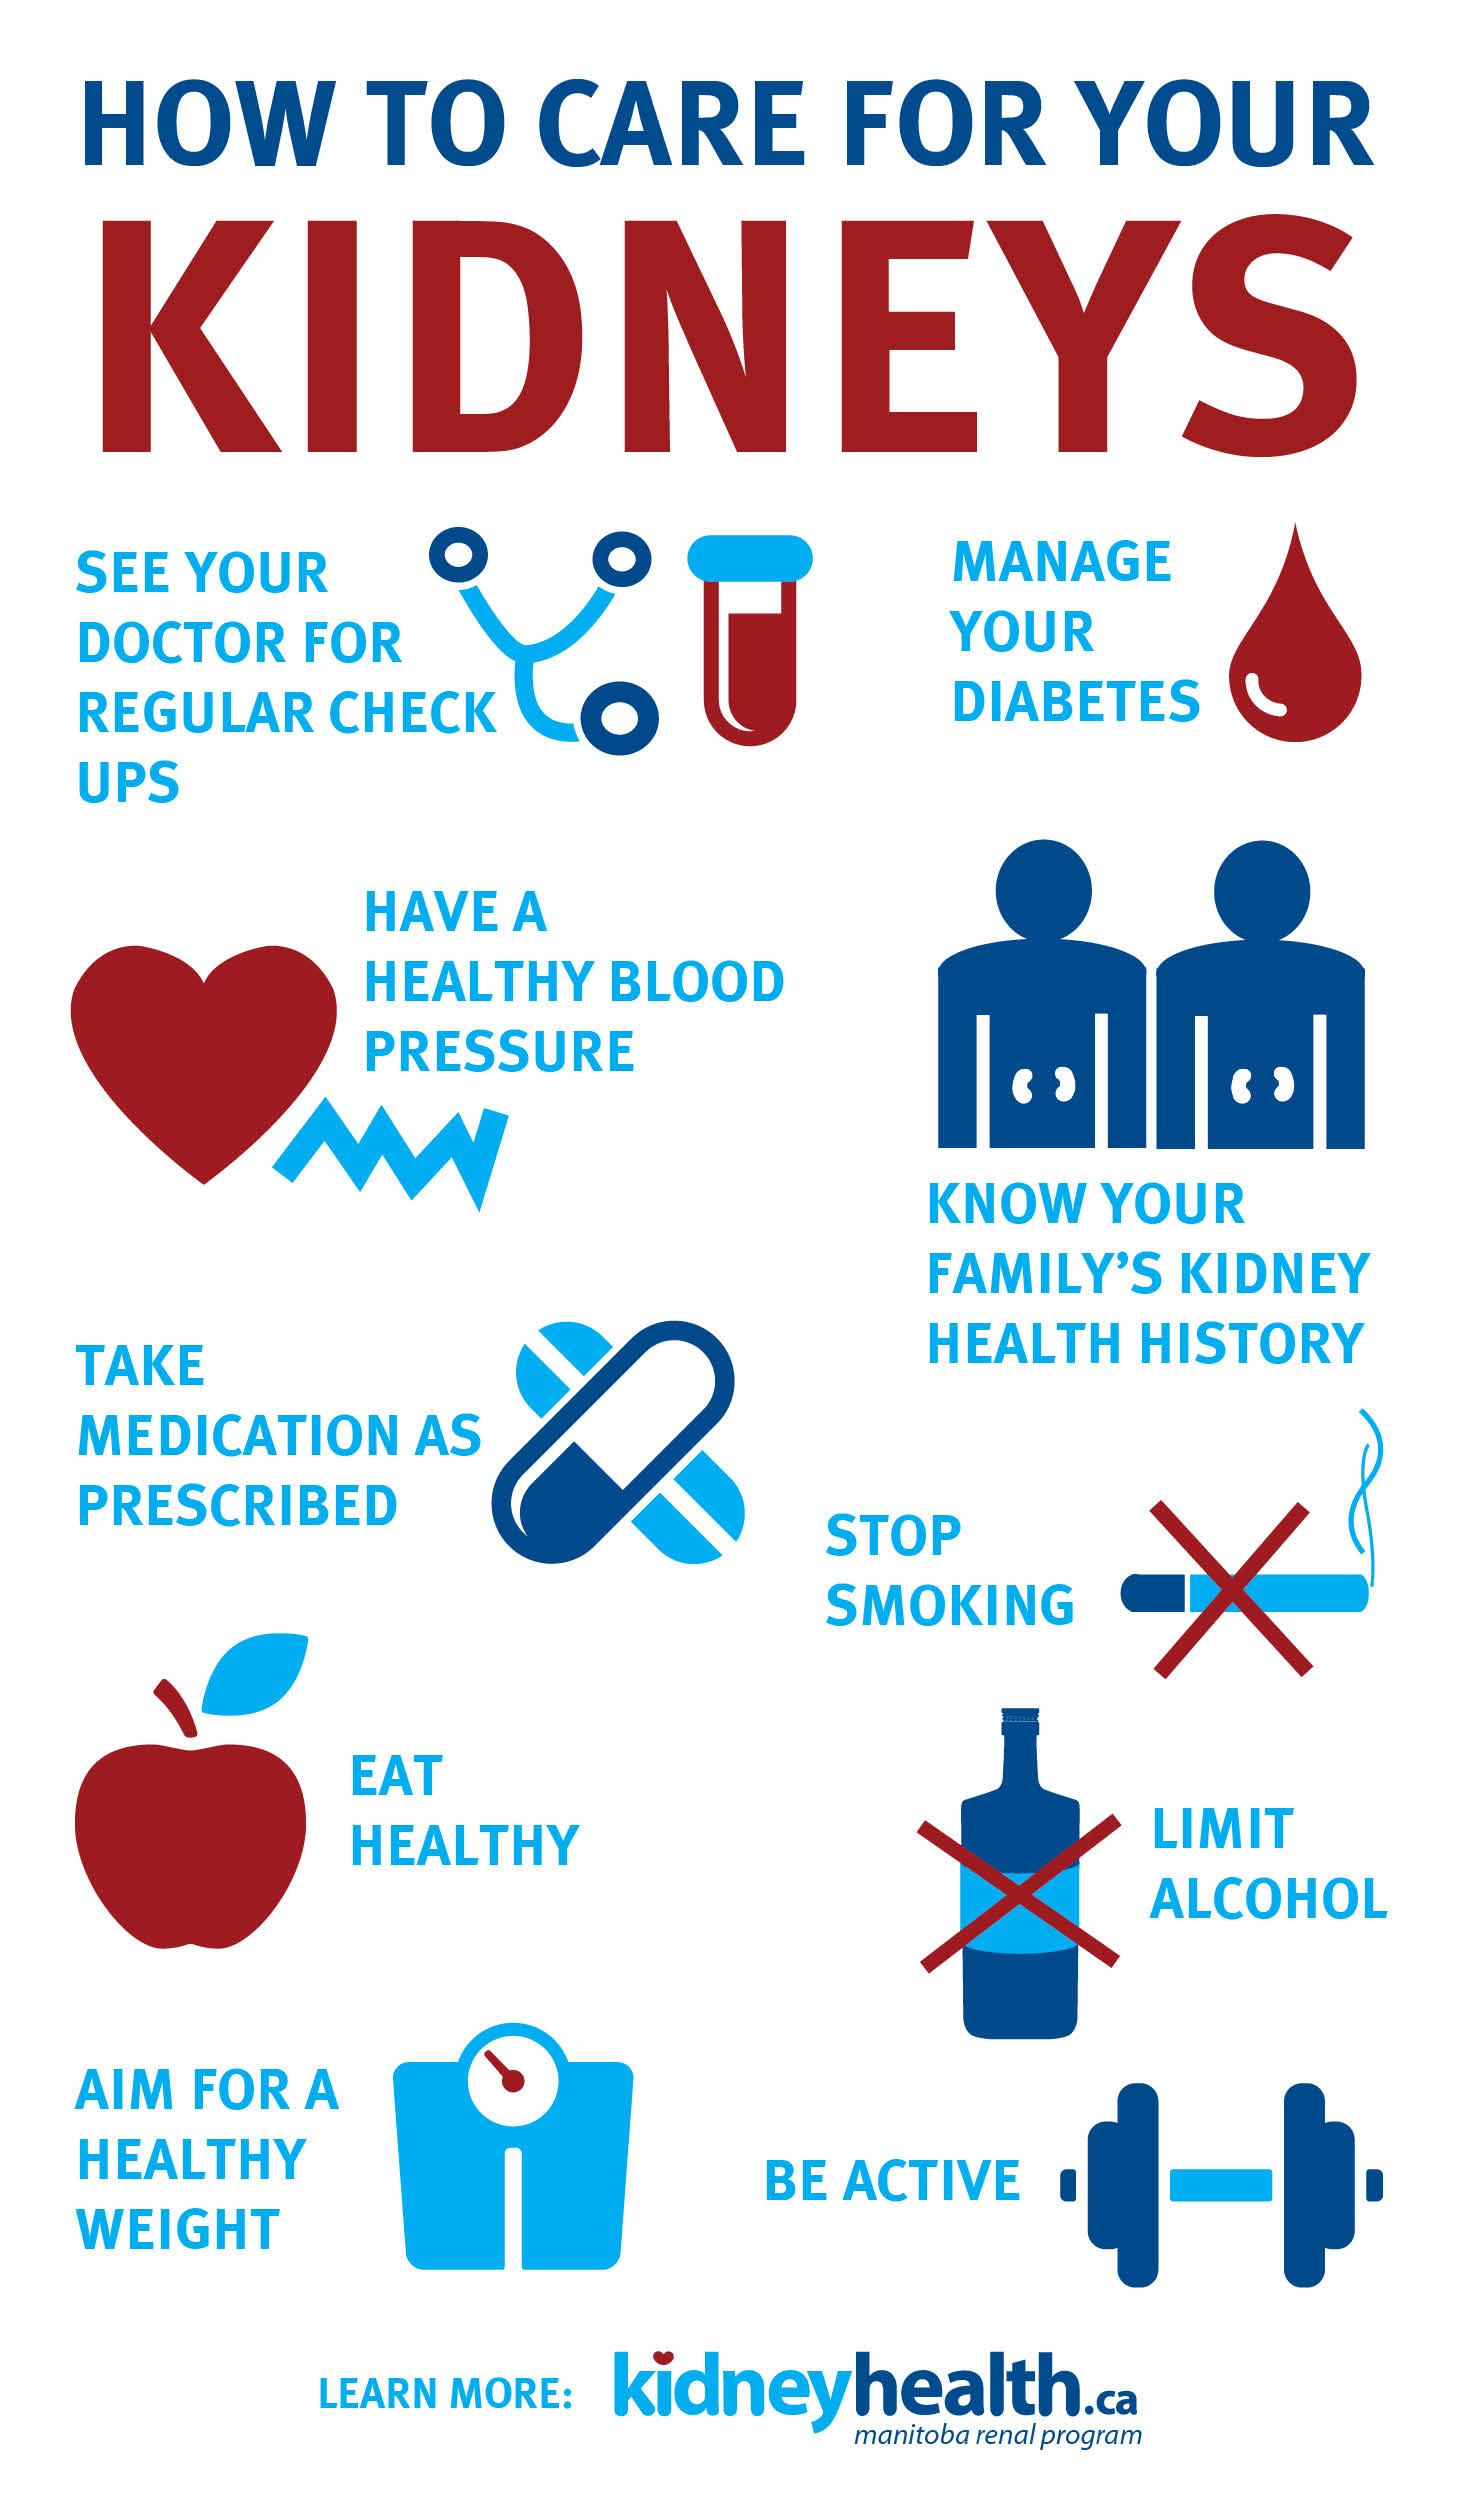 HOW TO CARE FOR YOUR
KIDNEYS
SEE YOUR
DOCTOR FOR
REGULAR CHECK
UPS
MANAGE
YOUR
DIABETES
HAVE A
HEALTHY BLOOD
PRESSURE
KNOW YOUR
FAMILY’S KIDNEY
HEALTH HISTORY
TAKE
MEDICATION AS
PRESCRIBED
STOP
SMOKING
EAT
HEALTHY
LIMIT
ALCOHOL
AIM FOR A
HEALTHY
WEIGHT
BE ACTIVE
LEARN MORE: kidneyhealth.ca
manitoba renal program